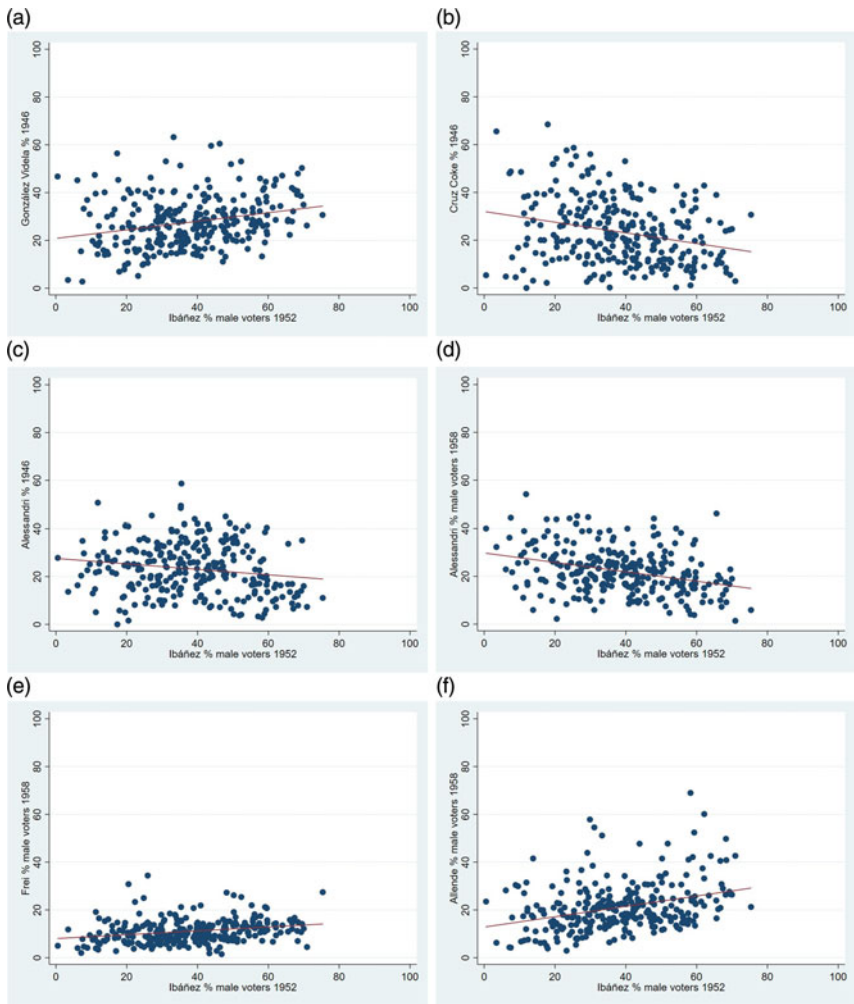 (a)
100
80
60
40
20
0
González Videla % 1946
0 20 40 60 80 100
Ibáñez % male voters 1952
(b)
100
80
60
40
20
0
Cruz Coke % 1946
0 20 40 60 80 100
Ibáñez % male voters 1952
(c)
100
80
60
40
20
0
Alessandri % 1946
0 20 40 60 80 100
Ibáñez % male voters 1952
(d)
100
80
60
40
20
0
Alessandri % male voters 1958
0 20 40 60 80 100
Ibáñez % male voters 1952
(e)
100
80
60
40
20
0
Frei % male voters 1958
0 20 40 60 80 100
Ibáñez % male voters 1952
(f)
100
80
60
40
20
0
Allende % male voters 1958
0 20 40 60 80 100
Ibáñez % male voters 1952